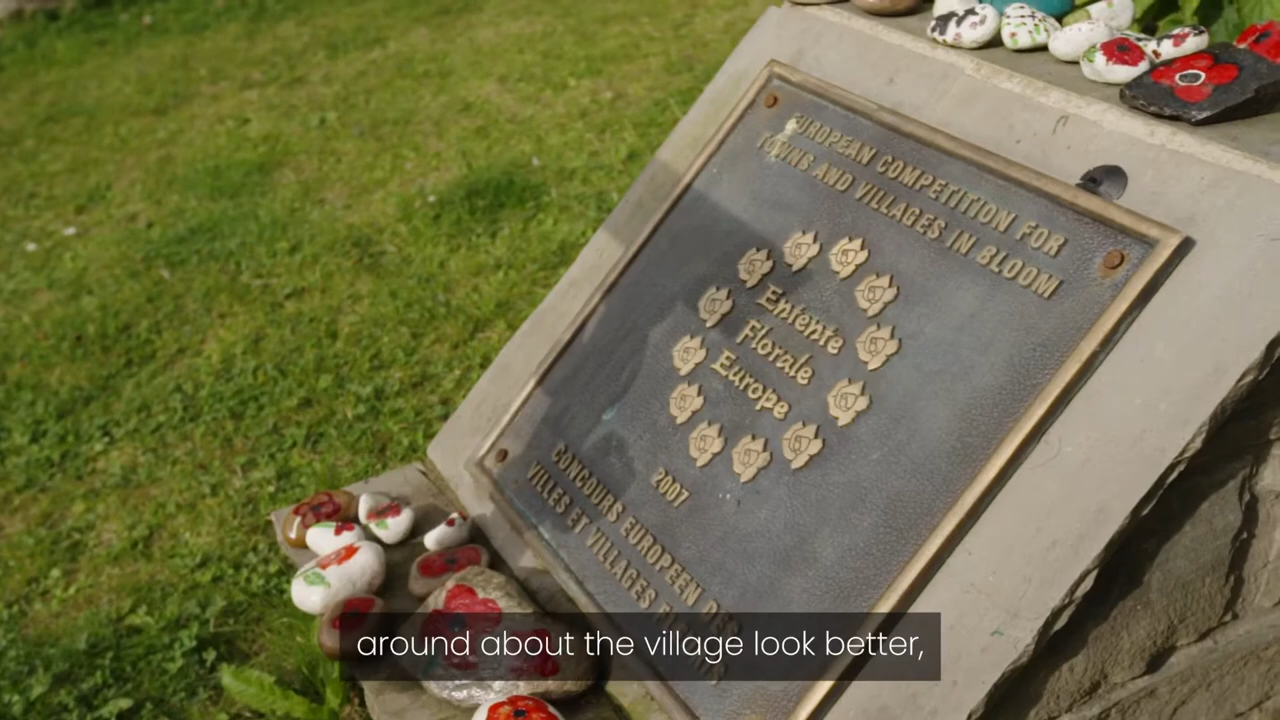 EUROPEAN COMPETITION FOR
TOWNS AND VILLAGES IN BLOOM
Entente
Florale
Europe
2007
CONCOURS EUROPEEN DES
VILLES ET VILLAGES
around about the village look better,